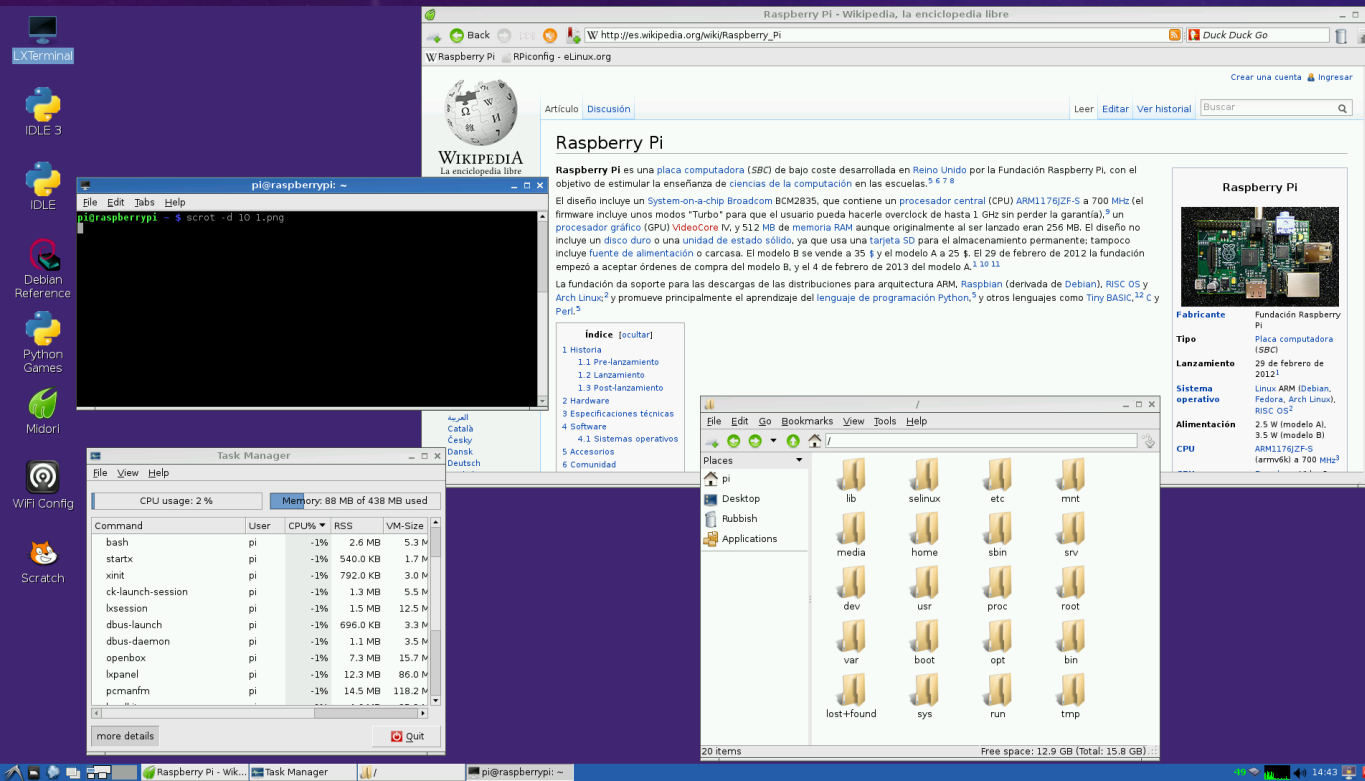 LXTerminal
IDLE 3
IDLE
Debian
Reference
Python
Games
Midori
WiFi Config
Scratch
Raspberry Pi - Wikipedia, la enciclopedia libre
Back
W http://es.wikipedia.org/wiki/Raspberry_Pi
Duck Duck Go
W Raspberry Pi
RPiconfig - eLinux.org
Crear una cuenta
Ingresar
WIKIPEDIA
La enciclopedia libre
Artículo
Discusión
Leer
Editar
Ver historial
Buscar
Raspberry Pi
Raspberry Pi es una placa computadora (SBC) de bajo coste desarrollada en Reino Unido por la Fundación Raspberry Pi, con el
objetivo de estimular la enseñanza de ciencias de la computación en las escuelas.5 6 7 8
El diseño incluye un System-on-a-chip Broadcom BCM2835, que contiene un procesador central (CPU) ARM1176JZF-S a 700 MHz (el
firmware incluye unos modos "Turbo" para que el usuario pueda hacerle overclock de hasta 1 GHz sin perder la garantía),9 un
procesador gráfico (GPU) VideoCore IV, y 512 MB de memoria RAM aunque originalmente al ser lanzado eran 256 MB. El diseño no
incluye un disco duro o una unidad de estado sólido, ya que usa una tarjeta SD para el almacenamiento permanente; tampoco
incluye fuente de alimentación o carcasa. El modelo B se vende a 35 $ y el modelo A a 25 $. El 29 de febrero de 2012 la fundación
empezó a aceptar órdenes de compra del modelo B, y el 4 de febrero de 2013 del modelo A.1 10 11
La fundación da soporte para las descargas de las distribuciones para arquitectura ARM, Raspbian (derivada de Debian), RISC OS y
Arch Linux;2 y promueve principalmente el aprendizaje del lenguaje de programación Python,5 y otros lenguajes como Tiny BASIC,12 C y
Perl.5
Índice [ocultar]
1 Historia
1.1 Pre-lanzamiento
1.2 Lanzamiento
1.3 Post-lanzamiento
2 Hardware
3 Especificaciones técnicas
4 Software
4.1 Sistemas operativos
5 Accesorios
6 Comunidad
العربية
Català
Česky
Dansk
Deutsch
Raspberry Pi
Fabricante Fundación Raspberry
Pi
Tipo Placa computadora
(SBC)
Lanzamiento 29 de febrero de
20121
Sistema Linux ARM (Debian,
operativo Fedora, Arch Linux),
RISC OS2
Alimentación 2.5 W (modelo A),
3.5 W (modelo B)
CPU ARM1176JZF-S
(armv6k) a 700 MHz3
pi@raspberrypi: ~
File Edit Tabs Help
pi@raspberrypi ~ $ scrot -d 10 1.png
Task Manager
File View Help
CPU usage: 2 %
Memory: 88 MB of 438 MB used
Command User CPU% RSS VM-Size
bash pi -1% 2.6 MB 5.3 M
startx pi -1% 540.0 KB 1.7 M
xinit pi -1% 792.0 KB 3.0 M
ck-launch-session pi -1% 1.3 MB 5.5 M
lxsession pi -1% 1.5 MB 12.5 M
dbus-launch pi -1% 696.0 KB 3.3 M
dbus-daemon pi -1% 1.1 MB 3.5 M
openbox pi -1% 7.3 MB 15.7 M
lxpanel pi -1% 12.3 MB 86.0 M
pcmanfm pi -1% 14.5 MB 118.2 M
more details
Quit
/
File Edit Go Bookmarks View Tools Help
/
Places
pi
Desktop
Rubbish
Applications
lib selinux etc mnt
media home sbin srv
dev usr proc root
var boot opt bin
lost+found sys run tmp
20 items
Free space: 12.9 GB (Total: 15.8 GB)
Raspberry Pi - Wik...
Task Manager
/
pi@raspberrypi: ~
49
14:43